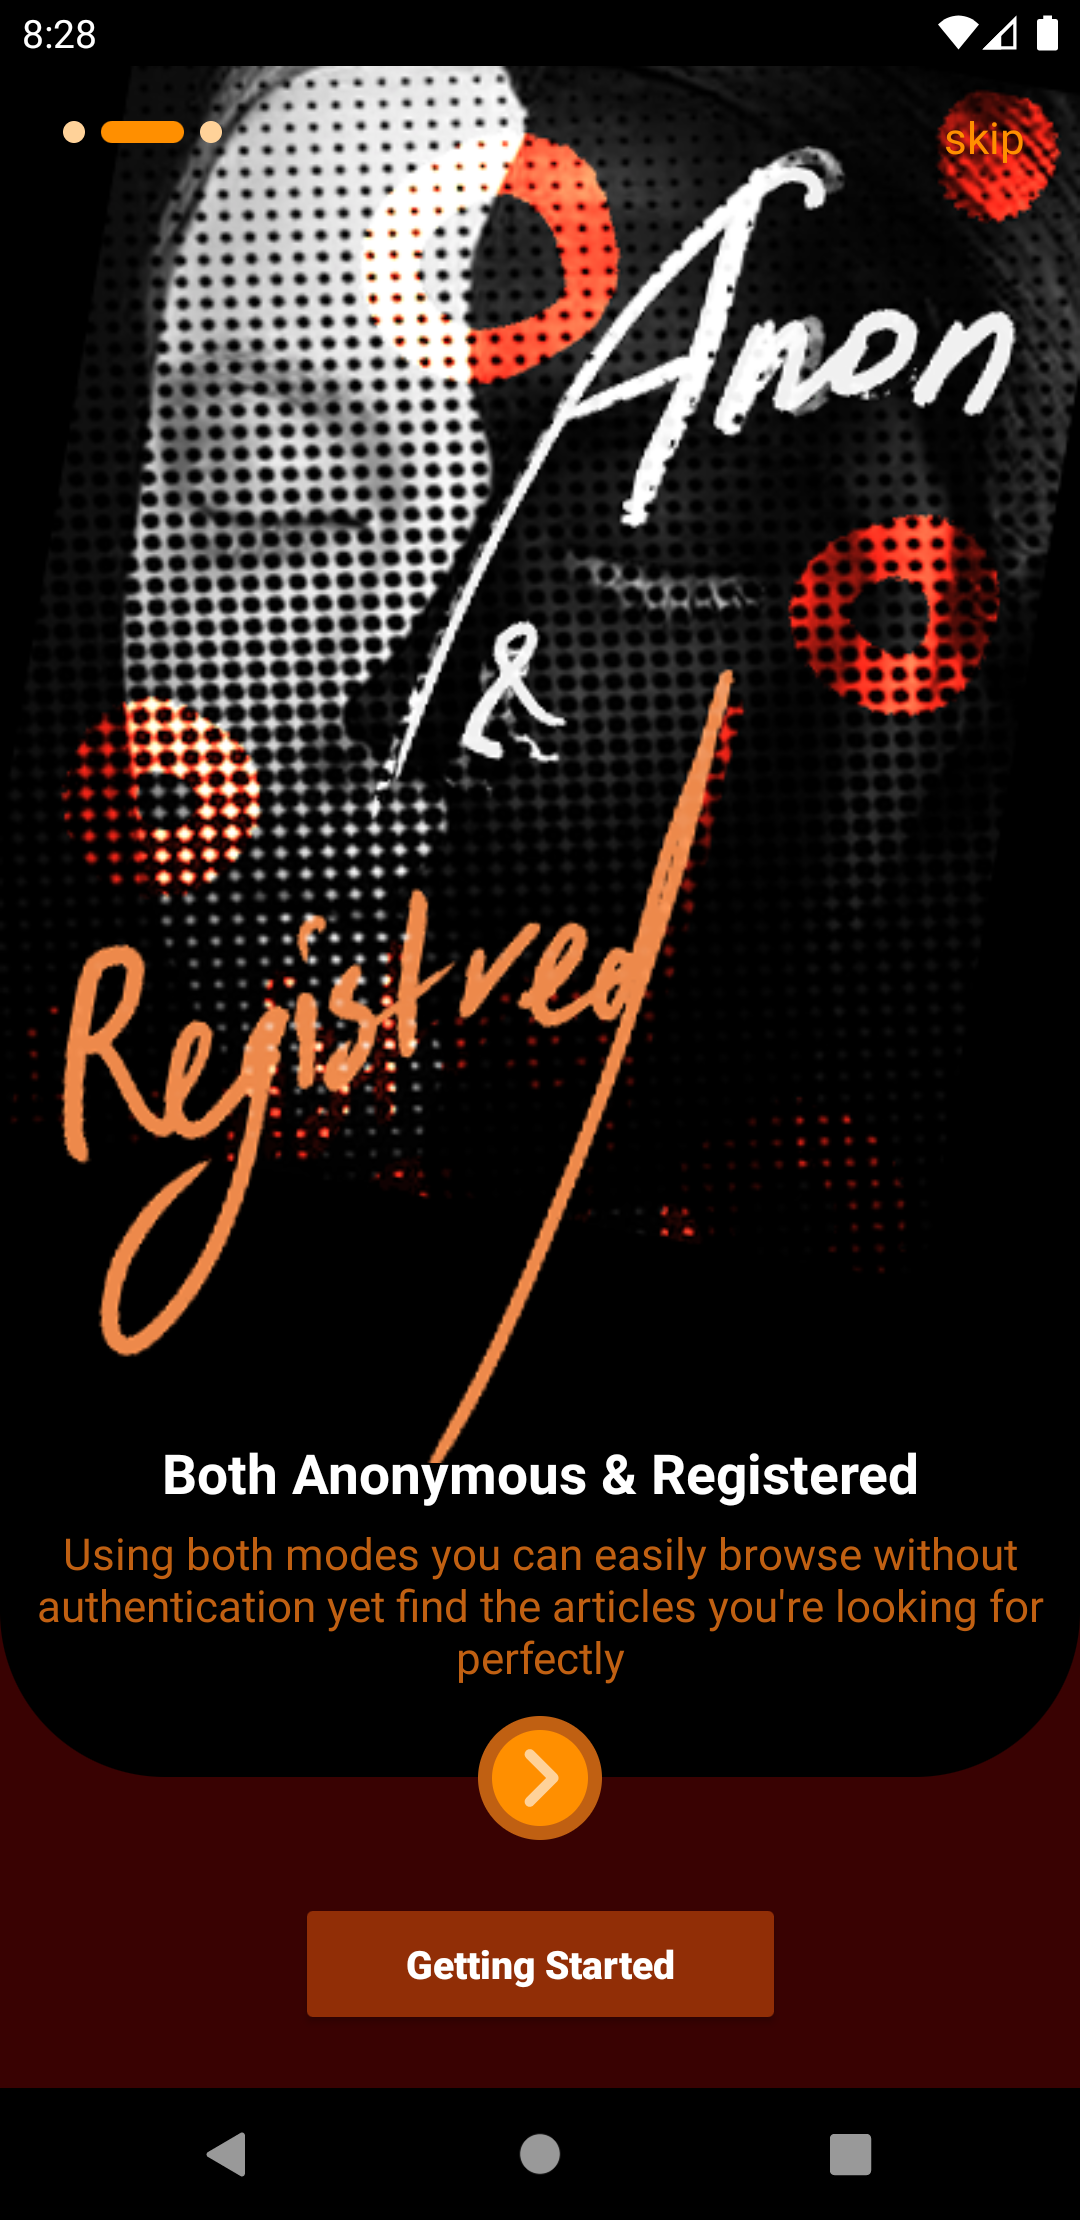 8:28
skip
Anon
&
Registred
Both Anonymous & Registered
Using both modes you can easily browse without
authentication yet find the articles you're looking for
perfectly
Getting Started